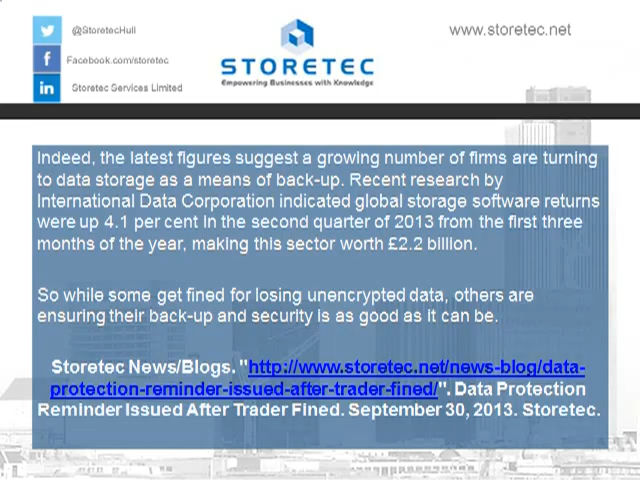 @StoretecHull
www.storetec.net
Facebook.com/storetec
STORETEC
Empowering Businesses with Knowledge
Storetec Services Limited
Indeed, the latest figures suggest a growing number of firms are turning
to data storage as a means of back-up. Recent research by
International Data Corporation indicated global storage software returns
were up 4.1 per cent in the second quarter of 2013 from the first three
months of the year, making this sector worth £2.2 billion.
So while some get fined for losing unencrypted data, others are
ensuring their back-up and security is as good as it can be.
Storetec News/Blogs. "http://www.storetec.net/news-blog/data-
protection-reminder-issued-after-trader-fined/". Data Protection
Reminder Issued After Trader Fined. September 30, 2013. Storetec.